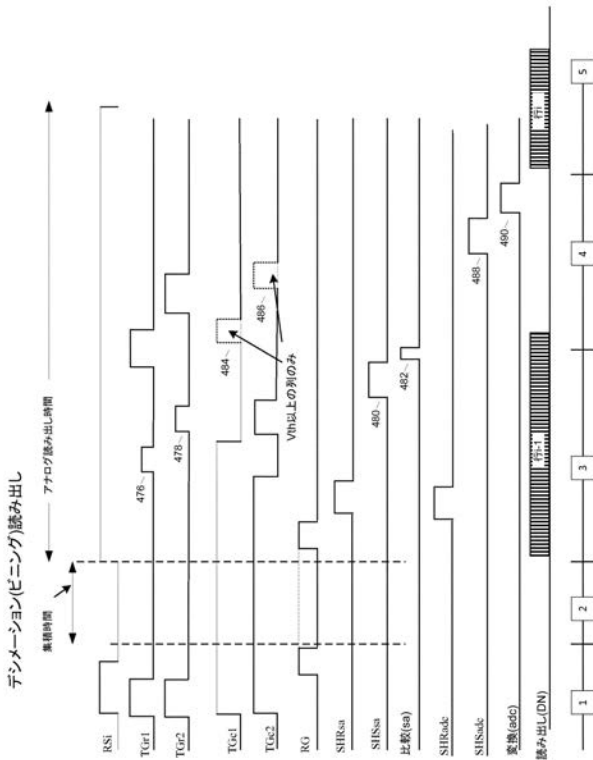 デシメーション(ビニング)読み出し
集積時間
アナログ読み出し時間
RSi
TGr1
476
TGr2
478
TGc1
484
TGc2
486
Vth以上の列のみ
RG
SHRsa
SHSsa
480
比較(sa)
482
SHRadc
SHSadc
488
変換(adc)
490
読み出し(DN)
行i-1
行i
1
2
3
4
5